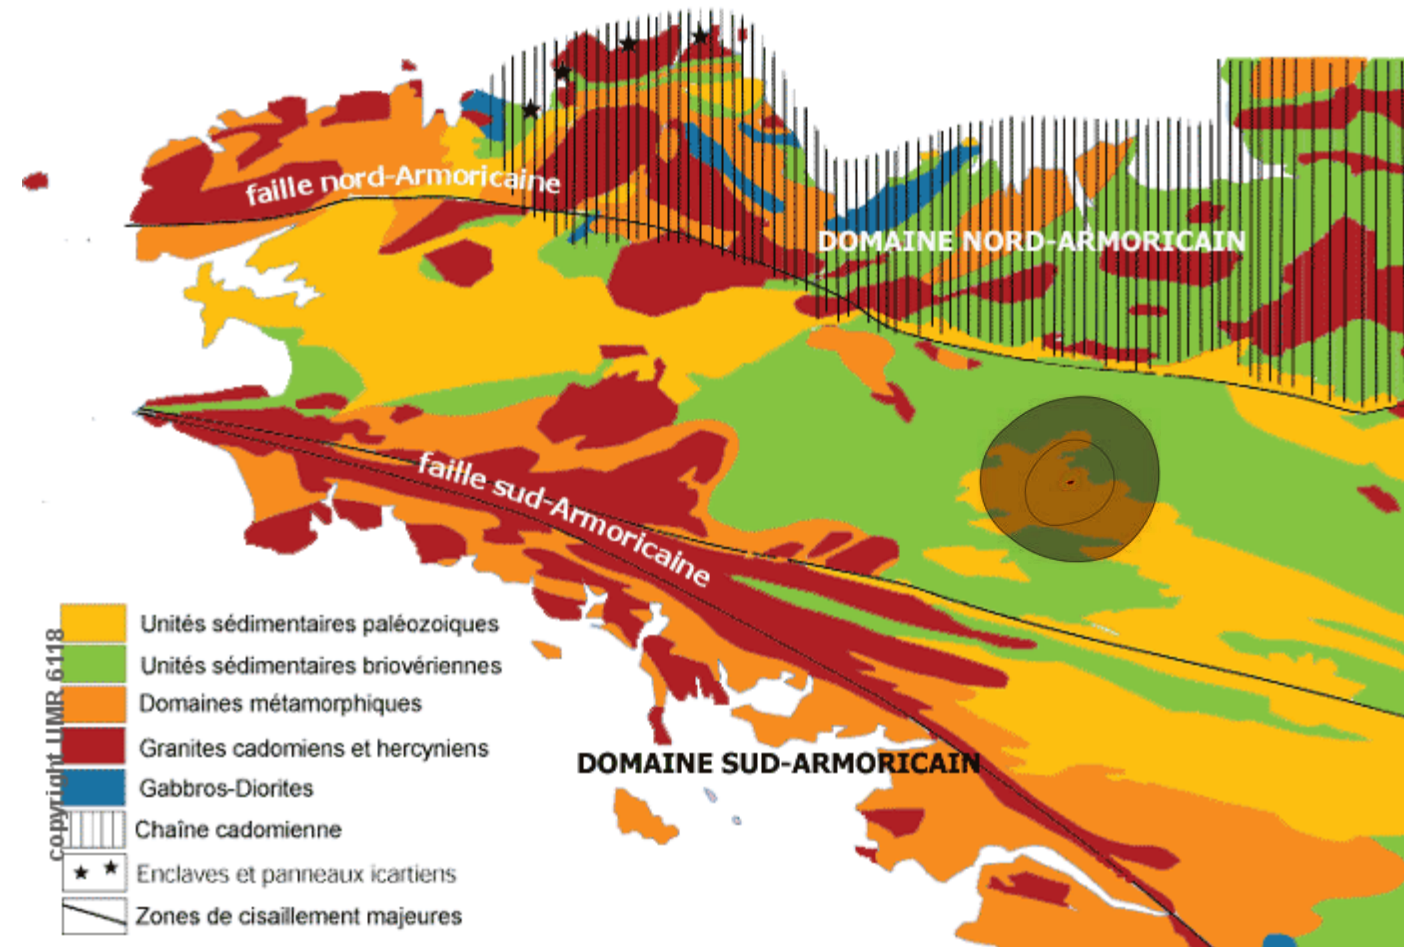 faille nord-Armoricaine
DOMAINE NORD-ARMORICAIN
faille sud-Armoricaine
DOMAINE SUD-ARMORICAIN
Unités sédimentaires paléozoiques
Unités sédimentaires briovériennes
Domaines métamorphiques
Granites cadomiens et hercyniens
Gabbros-Diorites
Chaîne cadomienne
Enclaves et panneaux icartiens
Zones de cisaillement majeures
copyright UMR 6118